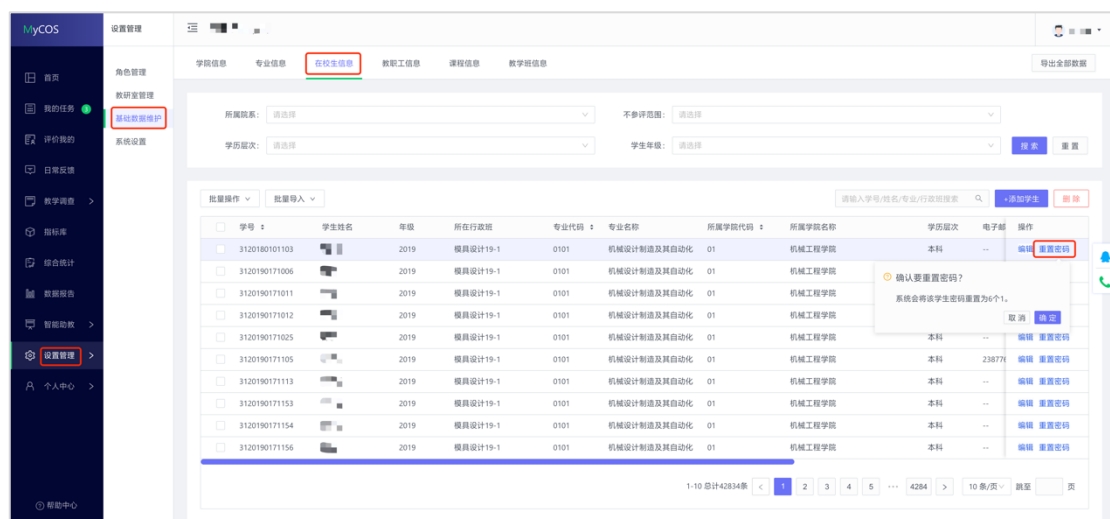 MyCOS
设置管理
首页
我的任务 3
评价我的
日常反馈
教学调查
指标库
综合统计
数据报告
智能助教
设置管理
个人中心
帮助中心
角色管理
教研室管理
基础数据维护
系统设置
学院信息 专业信息 在校生信息 教职工信息 课程信息 教学班信息 导出全部数据
所属院系： 请选择 不参评范围： 请选择
学历层次： 请选择 学生年级： 请选择 搜索 重置
批量操作 批量导入 请输入学号/姓名/专业/行政班搜索 +添加学生 删除
学号 学生姓名 年级 所在行政班 专业代码 专业名称 所属学院代码 所属学院名称 学历层次 电子邮 操作
3120180101103 2019 模具设计19-1 0101 机械设计制造及其自动化 01 机械工程学院 本科 -- 编辑 重置密码
3120190171006 2019 模具设计19-1 0101 机械设计制造及其自动化 01 机械工程学院
确认要重置密码？
3120190171011 2019 模具设计19-1 0101 机械设计制造及其自动化 01 机械工程学院
系统会将该学生密码重置为6个1。
3120190171012 2019 模具设计19-1 0101 机械设计制造及其自动化 01 机械工程学院
取消 确定
3120190171025 2019 模具设计19-1 0101 机械设计制造及其自动化 01 机械工程学院 本科 -- 编辑 重置密码
3120190171105 2019 模具设计19-1 0101 机械设计制造及其自动化 01 机械工程学院 本科 238776 编辑 重置密码
3120190171113 2019 模具设计19-1 0101 机械设计制造及其自动化 01 机械工程学院 本科 -- 编辑 重置密码
3120190171153 2019 模具设计19-1 0101 机械设计制造及其自动化 01 机械工程学院 本科 -- 编辑 重置密码
3120190171154 2019 模具设计19-1 0101 机械设计制造及其自动化 01 机械工程学院 本科 -- 编辑 重置密码
3120190171156 2019 模具设计19-1 0101 机械设计制造及其自动化 01 机械工程学院 本科 -- 编辑 重置密码
1-10 总计42834条 < 1 2 3 4 5 ··· 4284 > 10 条/页 跳至 页